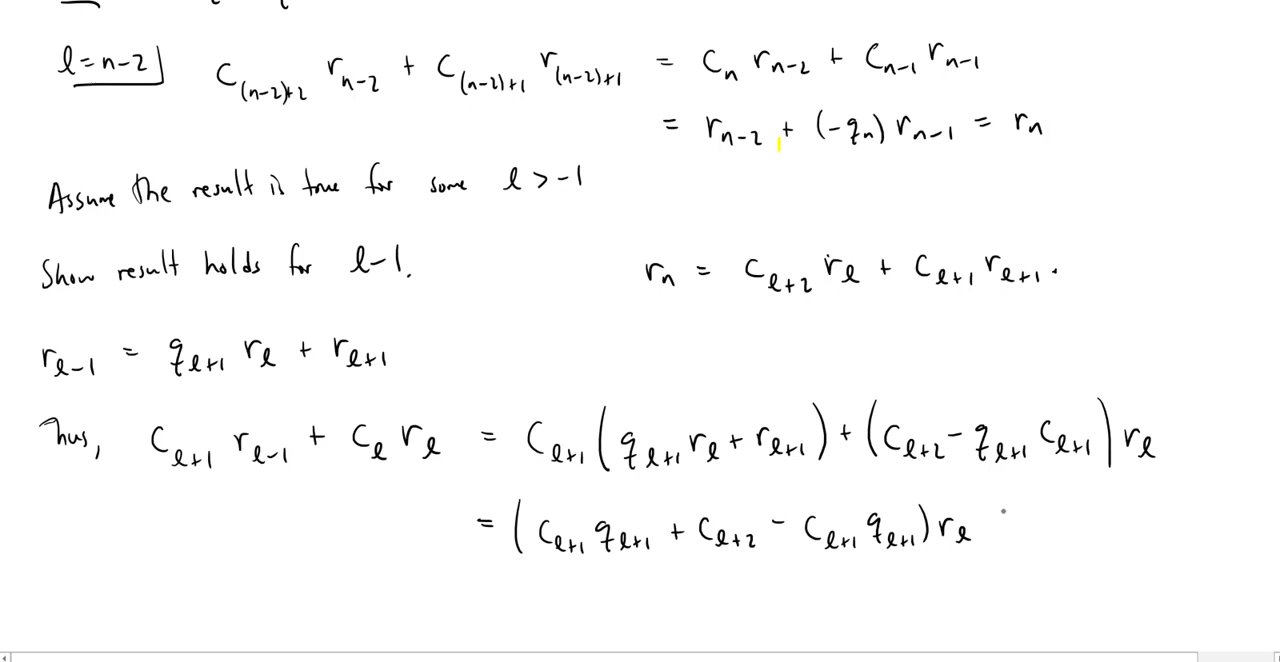 l=n-2] C_{(n-2)+2} r_{n-2} + C_{(n-2)+1} r_{(n-2)+1} = C_n r_{n-2} + C_{n-1} r_{n-1}
= r_{n-2} + (-q_n) r_{n-1} = r_n
Assume the result is true for some l > -1
Show result holds for l-1. r_n = C_{l+2} r_l + C_{l+1} r_{l+1}.
r_{l-1} = q_{l+1} r_l + r_{l+1}
Thus, C_{l+1} r_{l-1} + C_l r_l = C_{l+1} (q_{l+1} r_l + r_{l+1}) + (C_{l+2} - q_{l+1} C_{l+1}) r_l
= (C_{l+1} q_{l+1} + C_{l+2} - C_{l+1} q_{l+1}) r_l